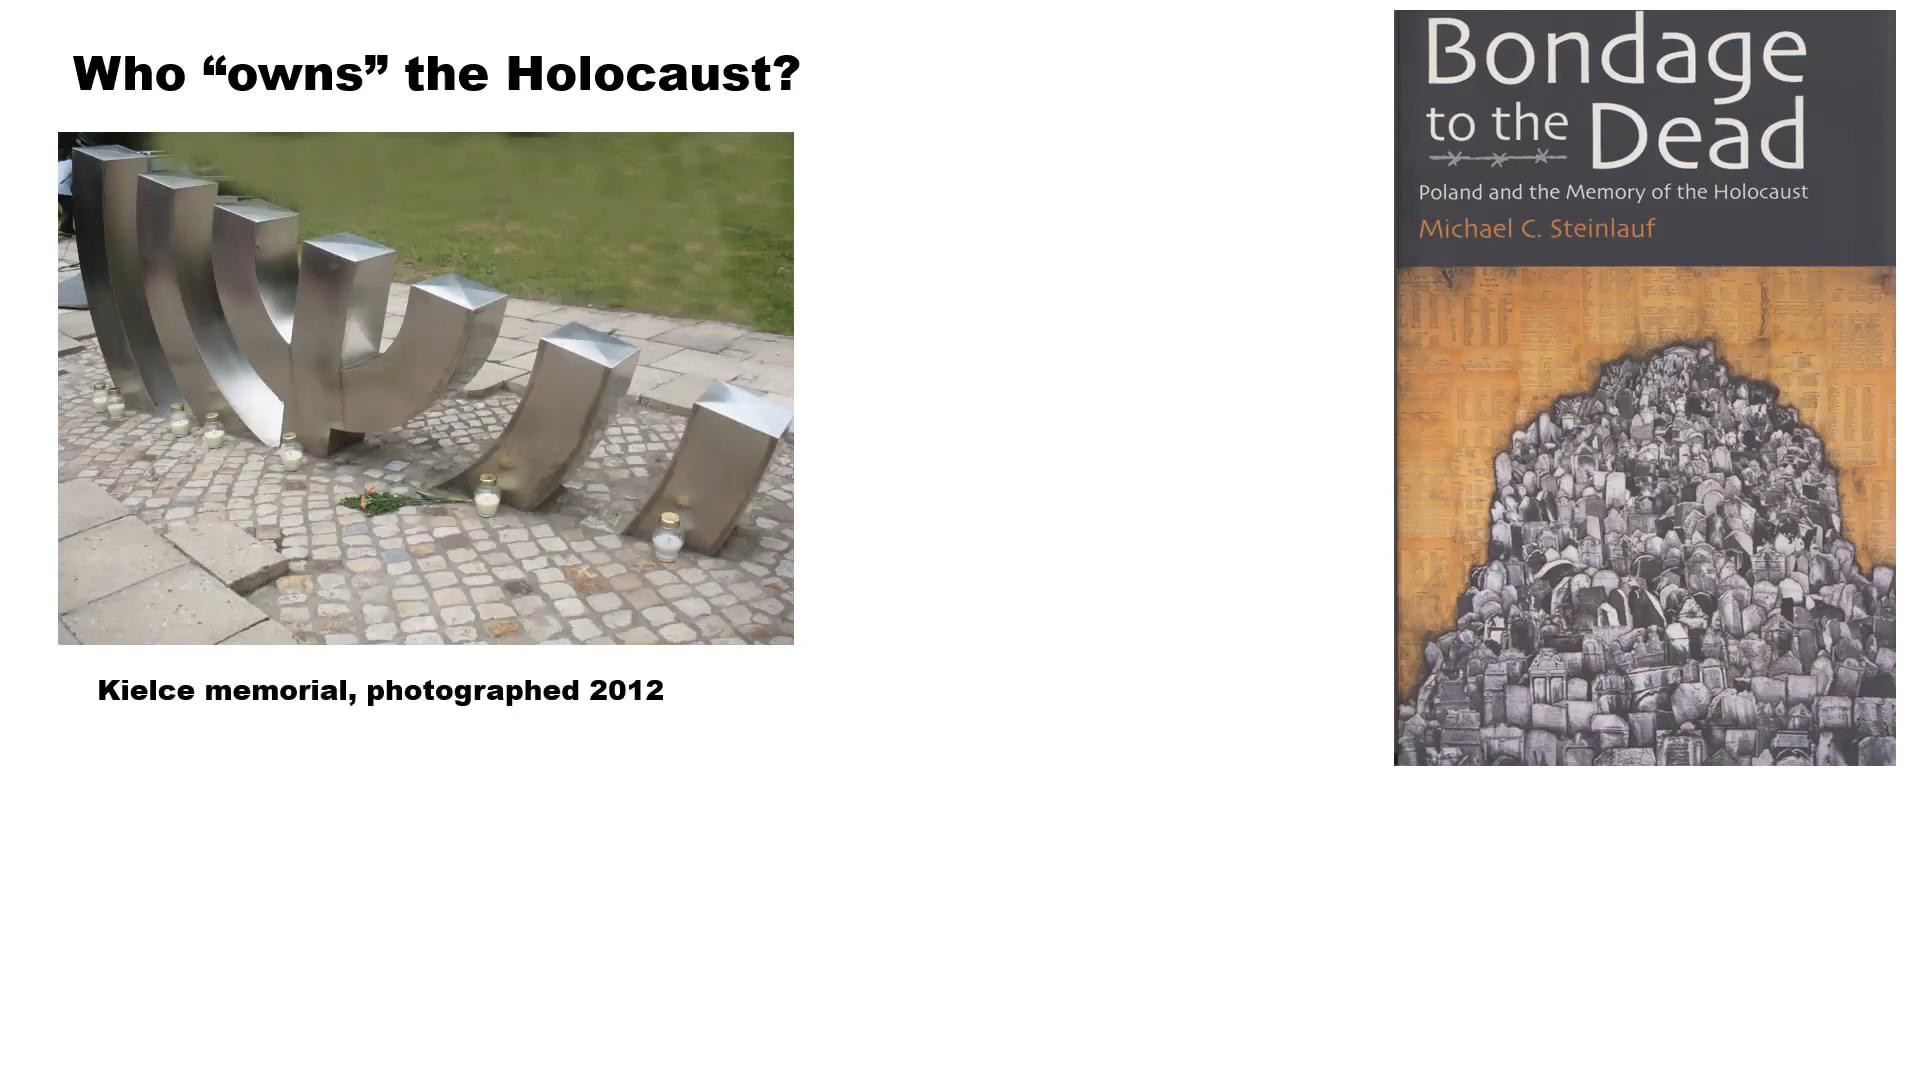 Who “owns” the Holocaust?
Kielce memorial, photographed 2012
Bondage
to the Dead
Poland and the Memory of the Holocaust
Michael C. Steinlauf